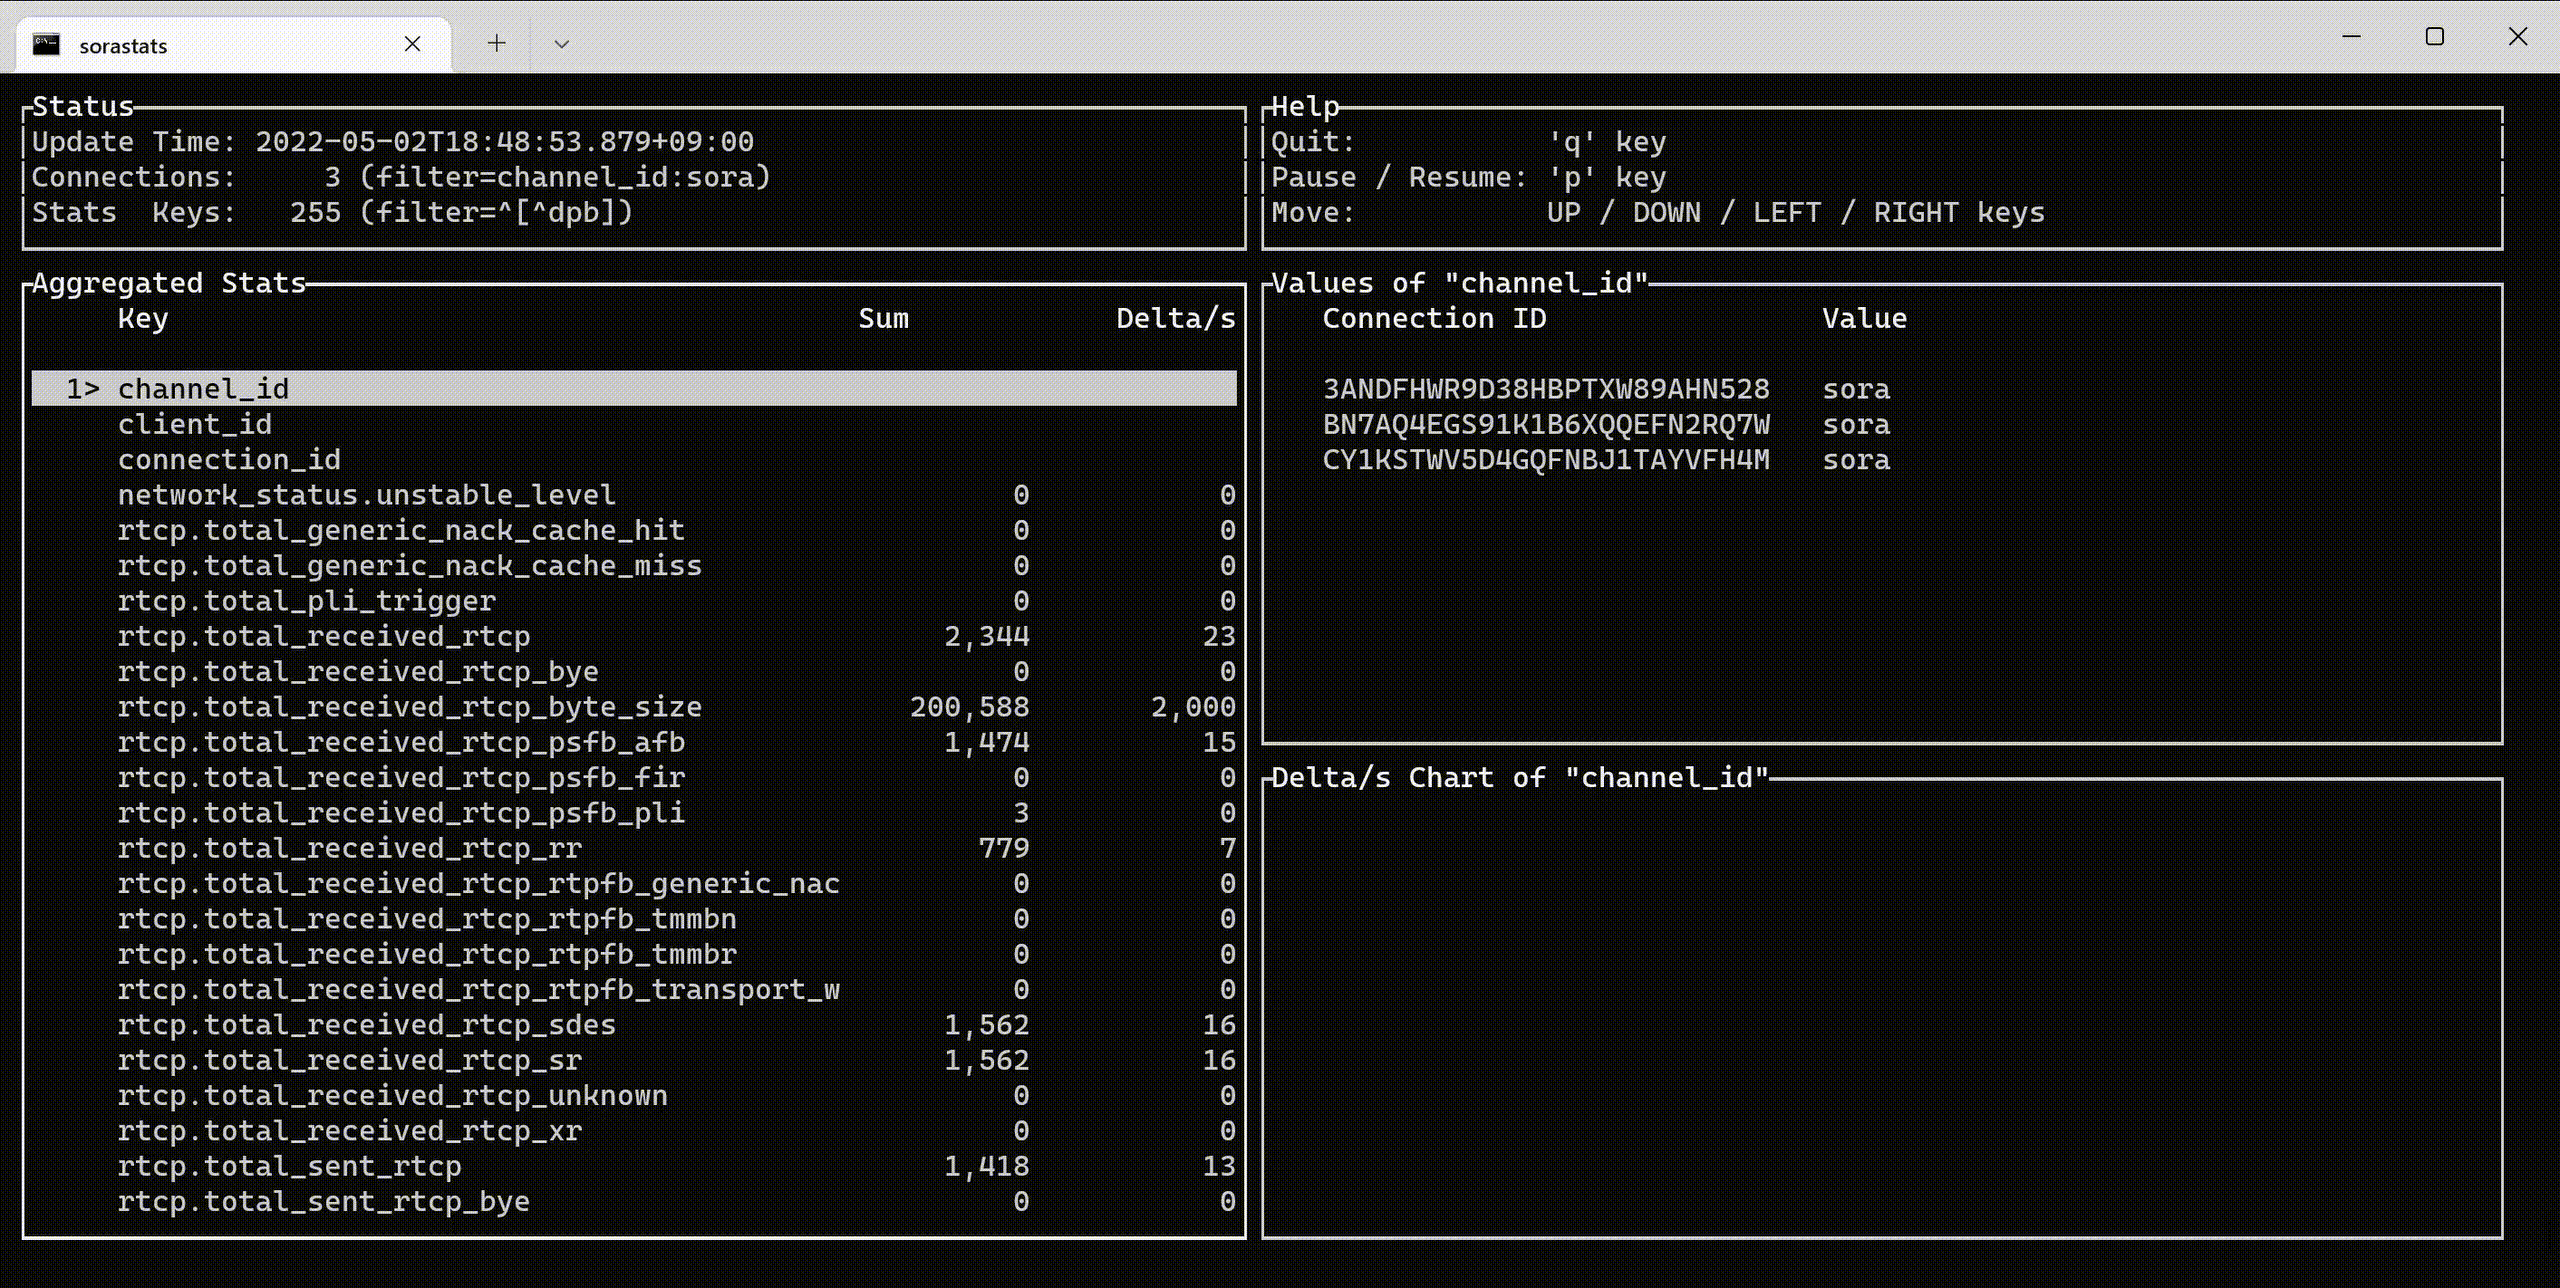 sorastats
Status
Update Time: 2022-05-02T18:48:53.879+09:00
Connections: 3 (filter=channel_id:sora)
Stats Keys: 255 (filter=^[^dpb])
Help
Quit: 'q' key
Pause / Resume: 'p' key
Move: UP / DOWN / LEFT / RIGHT keys
Aggregated Stats
Key Sum Delta/s
1> channel_id
client_id
connection_id
network_status.unstable_level 0 0
rtcp.total_generic_nack_cache_hit 0 0
rtcp.total_generic_nack_cache_miss 0 0
rtcp.total_pli_trigger 0 0
rtcp.total_received_rtcp 2,344 23
rtcp.total_received_rtcp_bye 0 0
rtcp.total_received_rtcp_byte_size 200,588 2,000
rtcp.total_received_rtcp_psfb_afb 1,474 15
rtcp.total_received_rtcp_psfb_fir 0 0
rtcp.total_received_rtcp_psfb_pli 3 0
rtcp.total_received_rtcp_rr 779 7
rtcp.total_received_rtcp_rtpfb_generic_nac 0 0
rtcp.total_received_rtcp_rtpfb_tmmbn 0 0
rtcp.total_received_rtcp_rtpfb_tmmbr 0 0
rtcp.total_received_rtcp_rtpfb_transport_w 0 0
rtcp.total_received_rtcp_sdes 1,562 16
rtcp.total_received_rtcp_sr 1,562 16
rtcp.total_received_rtcp_unknown 0 0
rtcp.total_received_rtcp_xr 0 0
rtcp.total_sent_rtcp 1,418 13
rtcp.total_sent_rtcp_bye 0 0
Values of "channel_id"
Connection ID Value
3ANDFHWR9D38HBPTXW89AHN528 sora
BN7AQ4EGS91K1B6XQQEFN2RQ7W sora
CY1KSTWV5D4GQFNBJ1TAYVFH4M sora
Delta/s Chart of "channel_id"